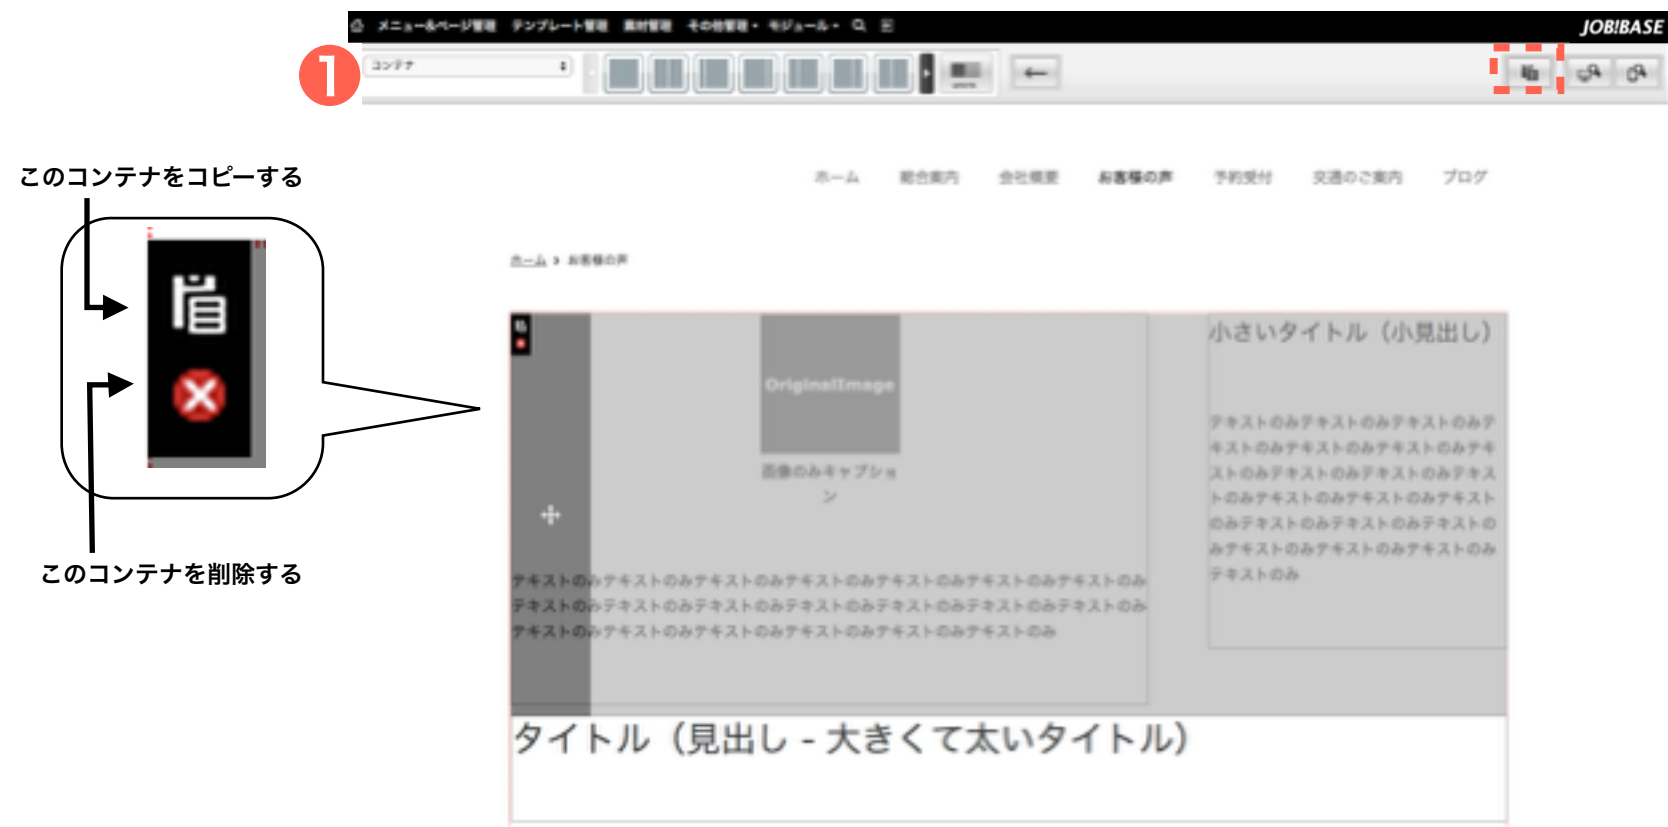 メニュー&ページ管理 テンプレート管理 素材管理 その他管理 モジュール
JOB!BASE
1
コンテナ
このコンテナをコピーする
ホーム 総合案内 会社概要 お客様の声 予約受付 交通のご案内 ブログ
ホーム > お客様の声
OriginalImage
画像のみキャプショ
ン
小さいタイトル（小見出し）
テキストのみテキストのみテキストのみテ
キストのみテキストのみテキストのみテキ
ストのみテキストのみテキストのみテキス
トのみテキストのみテキストのみテキスト
のみテキストのみテキストのみテキストの
みテキストのみテキストのみテキストのみ
テキストのみ
このコンテナを削除する
テキストのみテキストのみテキストのみテキストのみテキストのみテキストのみテキストのみ
テキストのみテキストのみテキストのみテキストのみテキストのみテキストのみテキストのみ
テキストのみテキストのみテキストのみテキストのみテキストのみテキストのみ
タイトル（見出し - 大きくて太いタイトル）